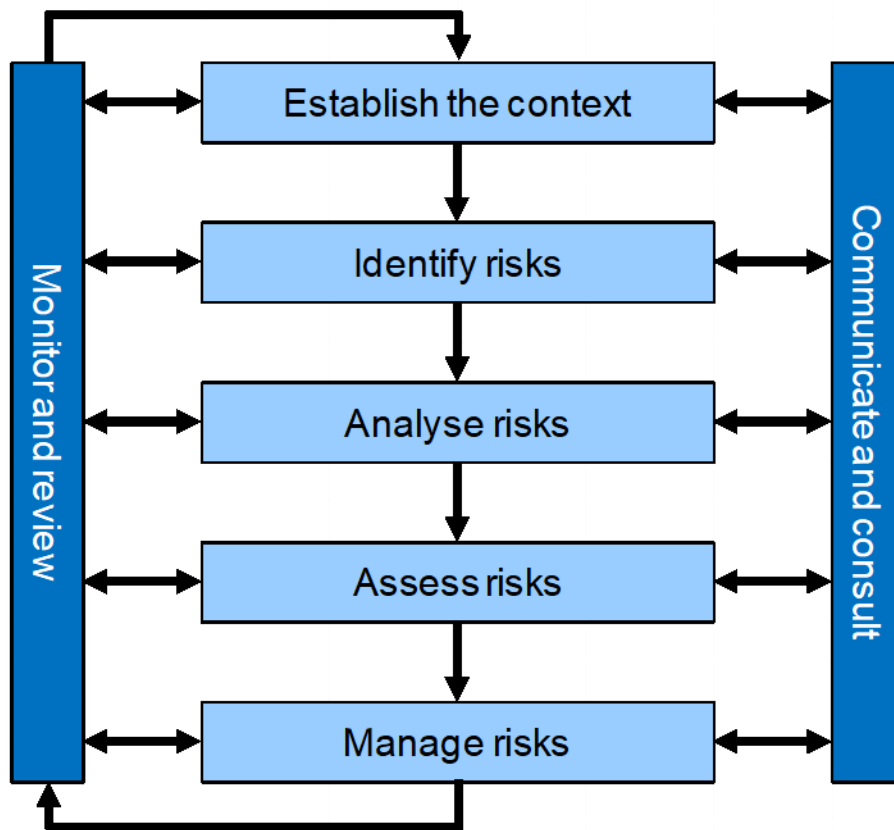 Establish the context
Identify risks
Analyse risks
Assess risks
Manage risks
Monitor and review
Communicate and consult